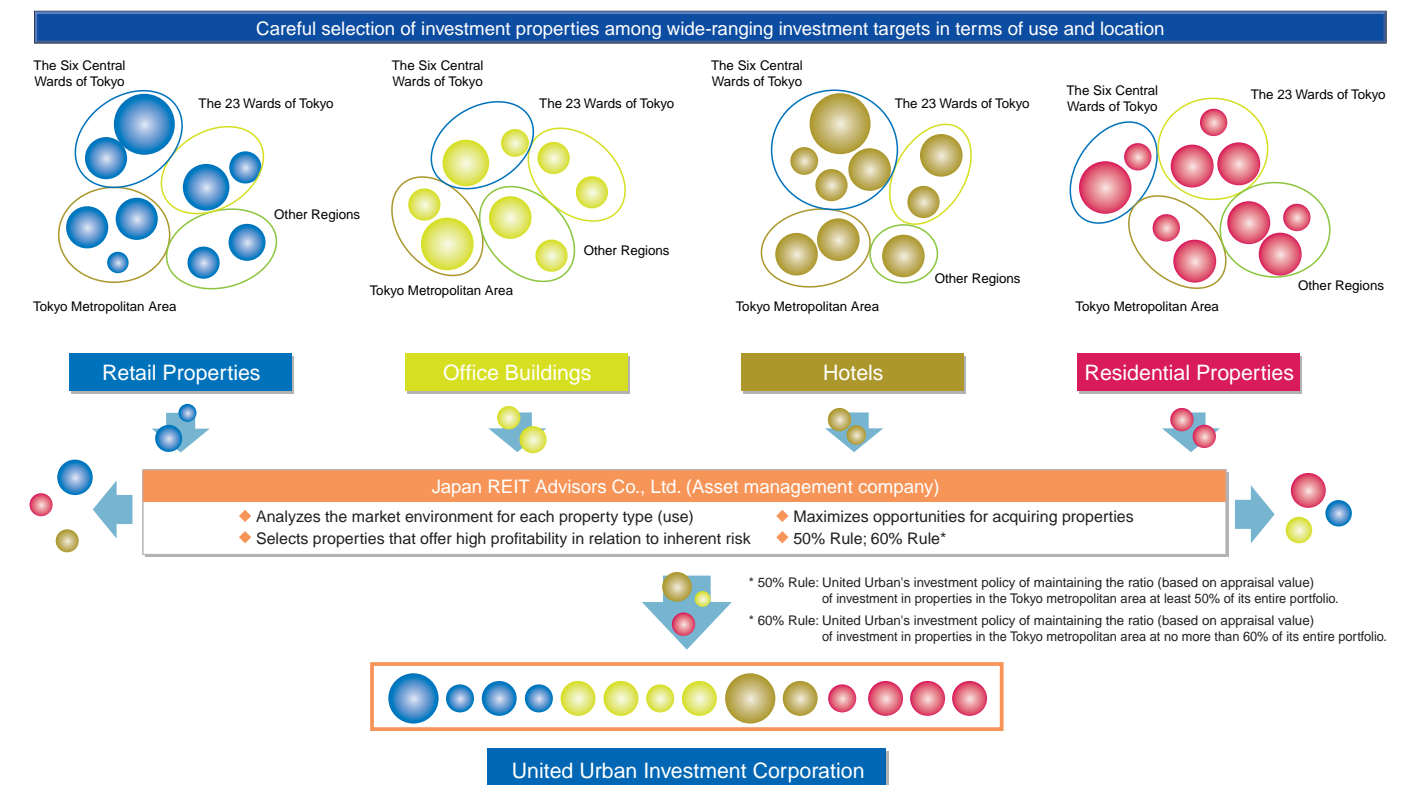 Careful selection of investment properties among wide-ranging investment targets in terms of use and location
The Six Central
Wards of Tokyo
The 23 Wards of Tokyo
Other Regions
Tokyo Metropolitan Area
The Six Central
Wards of Tokyo
The 23 Wards of Tokyo
Other Regions
Tokyo Metropolitan Area
The Six Central
Wards of Tokyo
The 23 Wards of Tokyo
Other Regions
Tokyo Metropolitan Area
The Six Central
Wards of Tokyo
The 23 Wards of Tokyo
Other Regions
Tokyo Metropolitan Area
Retail Properties
Office Buildings
Hotels
Residential Properties
Japan REIT Advisors Co., Ltd. (Asset management company)
◆ Analyzes the market environment for each property type (use)
◆ Selects properties that offer high profitability in relation to inherent risk
◆ Maximizes opportunities for acquiring properties
◆ 50% Rule; 60% Rule*
* 50% Rule: United Urban's investment policy of maintaining the ratio (based on appraisal value)
of investment in properties in the Tokyo metropolitan area at least 50% of its entire portfolio.
* 60% Rule: United Urban's investment policy of maintaining the ratio (based on appraisal value)
of investment in properties in the Tokyo metropolitan area at no more than 60% of its entire portfolio.
United Urban Investment Corporation